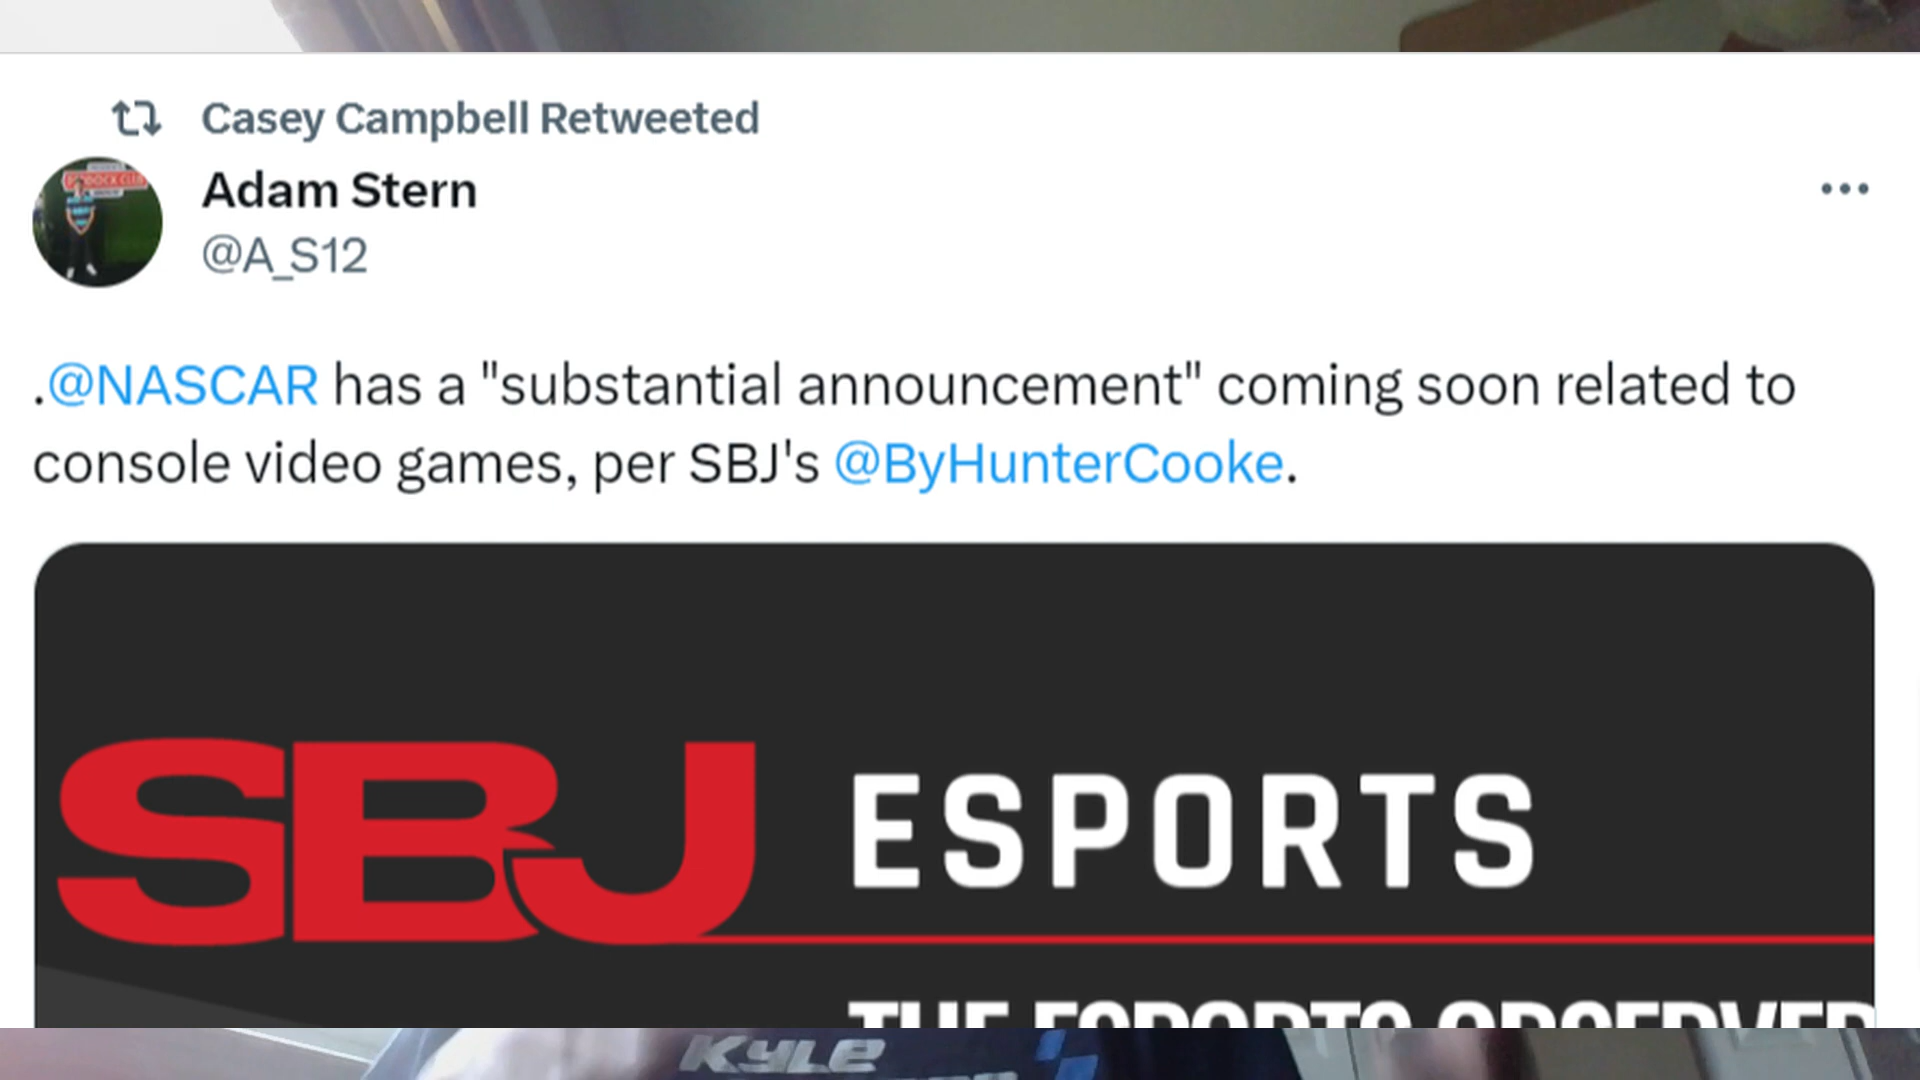 Casey Campbell Retweeted
Adam Stern
@A_S12
.@NASCAR has a "substantial announcement" coming soon related to
console video games, per SBJ's @ByHunterCooke.
SBJ ESPORTS
THE ESPORTS OBSERVER
KYLE